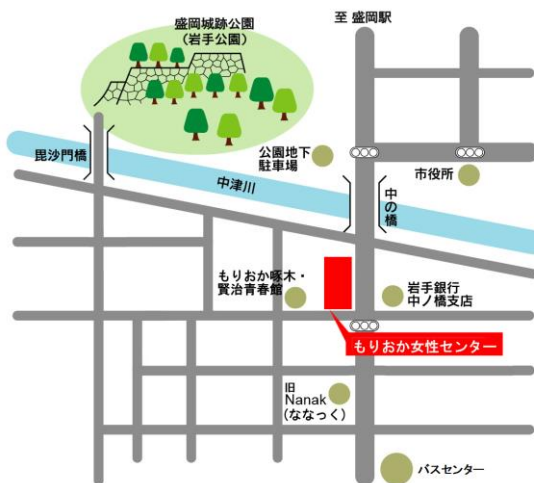 至 盛岡駅
盛岡城跡公園
（岩手公園）
毘沙門橋
公園地下
駐車場
市役所
中津川
中の橋
もりおか啄木・
賢治青春館
岩手銀行
中ノ橋支店
もりおか女性センター
旧
Nanak
（ななっく）
バスセンター